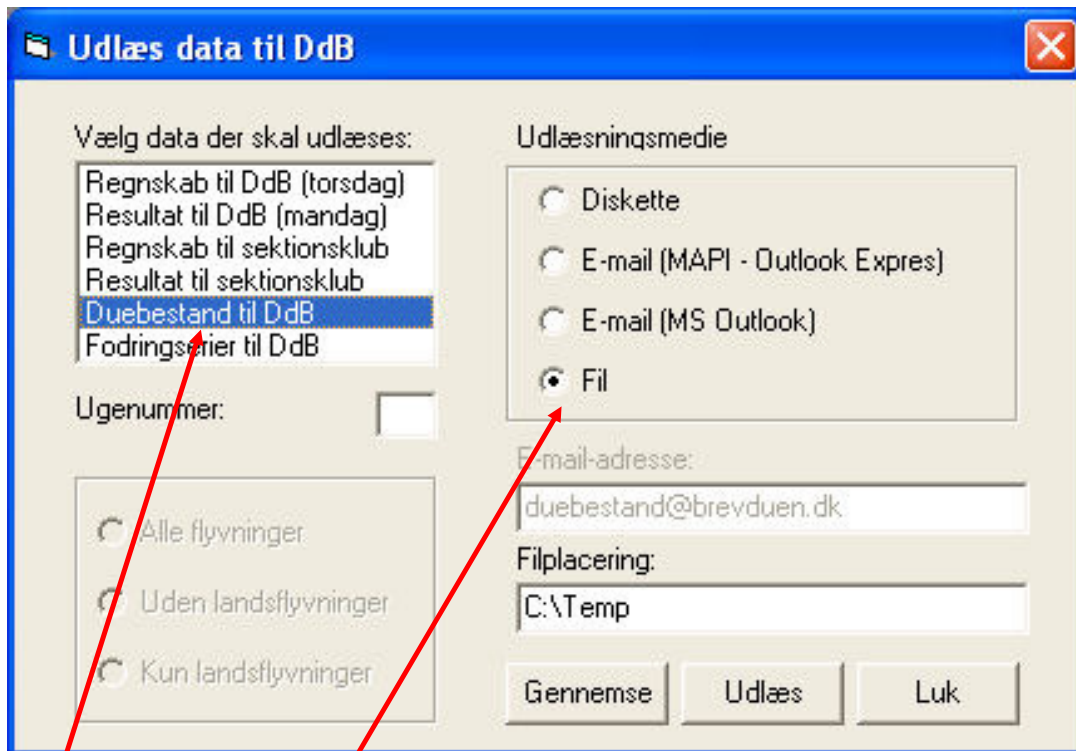 Udlæs data til DdB
Vælg data der skal udlæses:
Regnskab til DdB (torsdag)
Resultat til DdB (mandag)
Regnskab til sektionsklub
Resultat til sektionsklub
Duebestand til DdB
Fodringserier til DdB
Ugenummer:
Alle flyvninger
Uden landsflyvninger
Kun landsflyvninger
Udlæsningsmedie
Diskette
E-mail (MAPI - Outlook Expres)
E-mail (MS Outlook)
Fil
E-mail-adresse:
duebestand@brevduen.dk
Filplacering:
C:\Temp
Gennemse
Udlæs
Luk